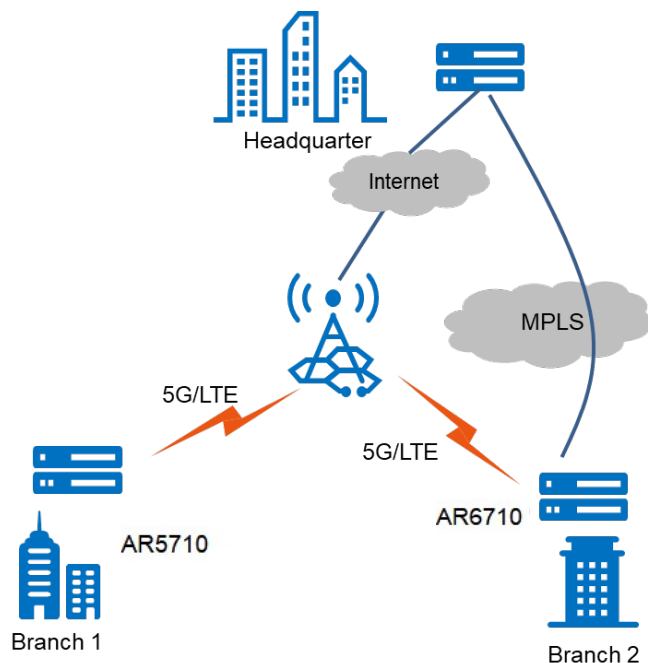 Headquarter
Internet
MPLS
5G/LTE
5G/LTE
AR6710
AR5710
Branch 1
Branch 2